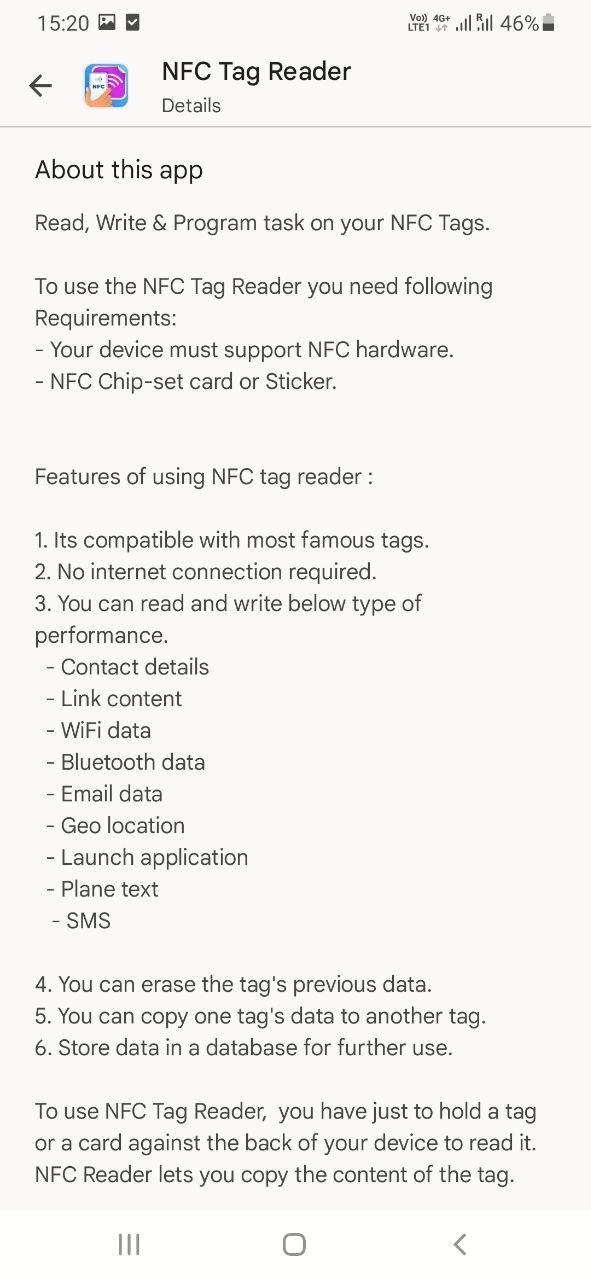 15:20 Vo)) LTE1 4G+ R 46%
NFC Tag Reader
NFC
Details
About this app
Read, Write & Program task on your NFC Tags.
To use the NFC Tag Reader you need following
Requirements:
- Your device must support NFC hardware.
- NFC Chip-set card or Sticker.
Features of using NFC tag reader :
1. Its compatible with most famous tags.
2. No internet connection required.
3. You can read and write below type of
performance.
- Contact details
- Link content
- WiFi data
- Bluetooth data
- Email data
- Geo location
- Launch application
- Plane text
- SMS
4. You can erase the tag's previous data.
5. You can copy one tag's data to another tag.
6. Store data in a database for further use.
To use NFC Tag Reader,  you have just to hold a tag
or a card against the back of your device to read it.
NFC Reader lets you copy the content of the tag.